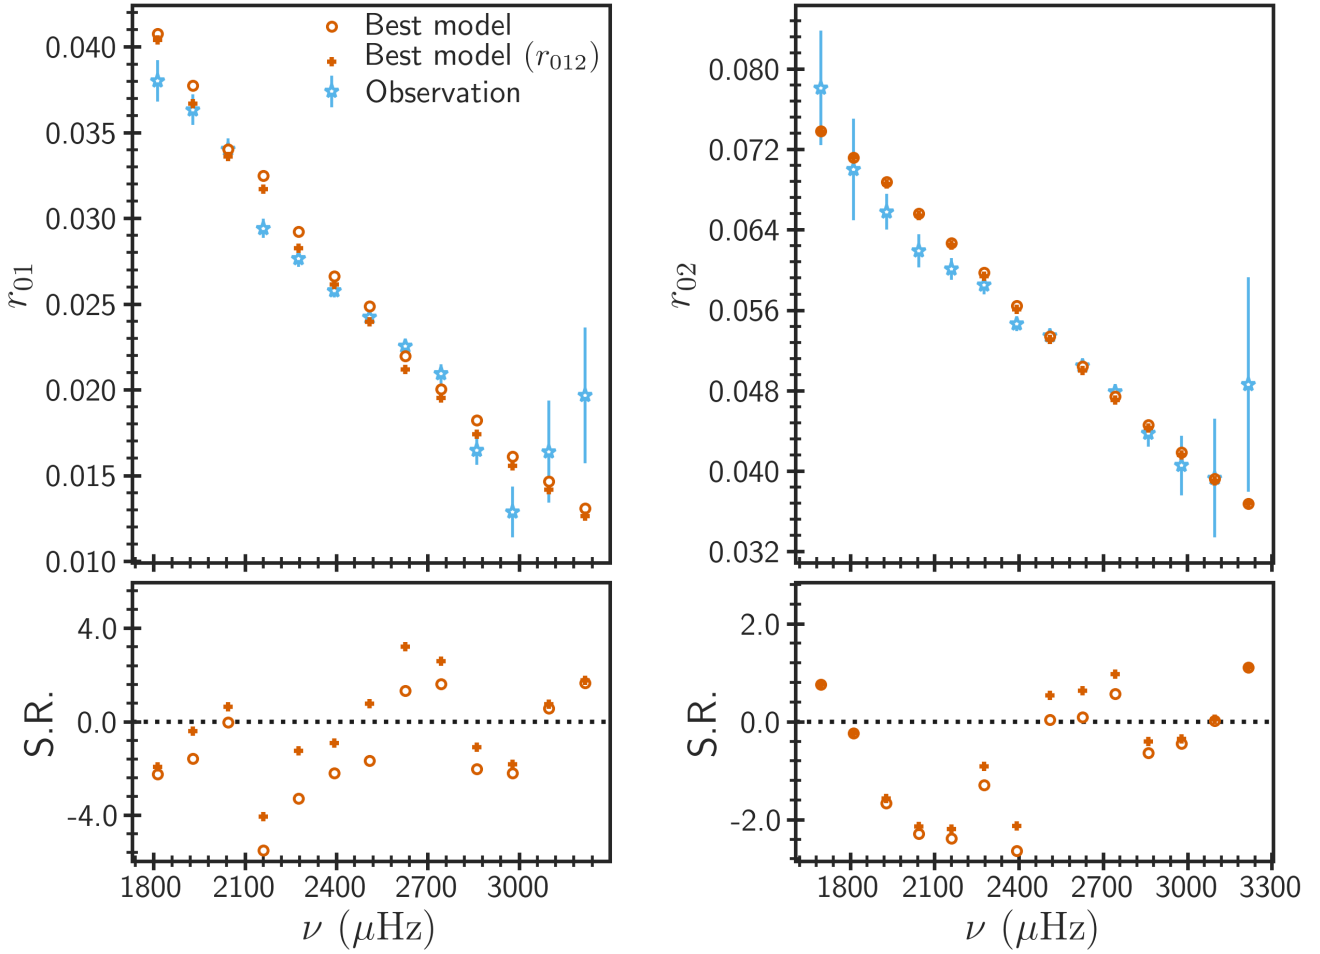 Best model
Best model (r012)
Observation
0.040
0.035
0.030
0.025
0.020
0.015
0.010
r01
0.080
0.072
0.064
0.056
0.048
0.040
0.032
r02
4.0
0.0
-4.0
S.R.
1800 2100 2400 2700 3000
ν (μHz)
2.0
0.0
-2.0
S.R.
1800 2100 2400 2700 3000 3300
ν (μHz)